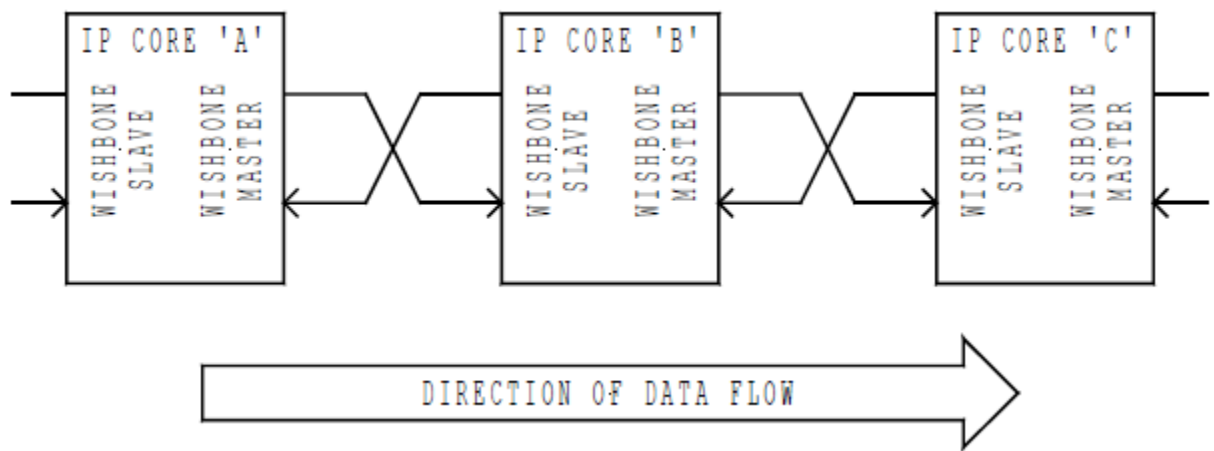 IP CORE 'A'
WISHBONE
SLAVE
WISHBONE
MASTER
IP CORE 'B'
WISHBONE
SLAVE
WISHBONE
MASTER
IP CORE 'C'
WISHBONE
SLAVE
WISHBONE
MASTER
DIRECTION OF DATA FLOW